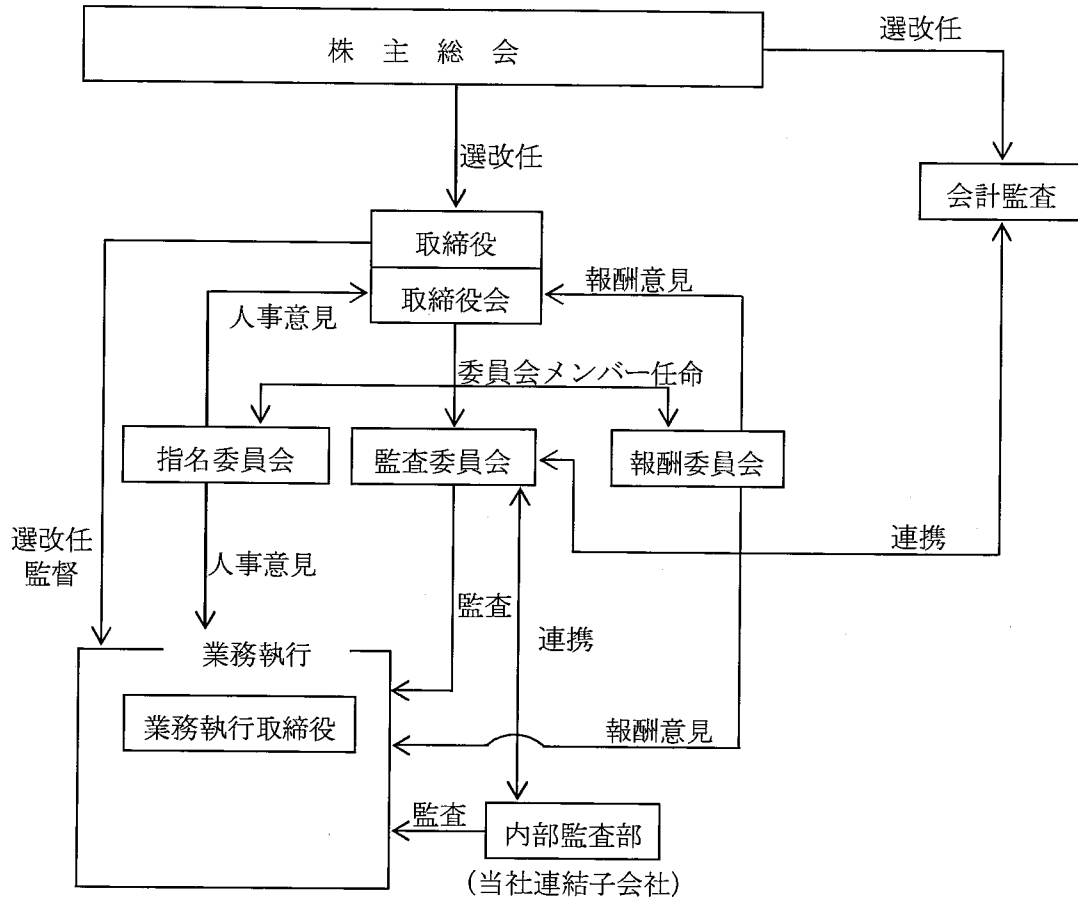 株主総会
選改任
選改任
会計監査
取締役
取締役会
報酬意見
人事意見
委員会メンバー任命
指名委員会
監査委員会
報酬委員会
選改任
監督
連携
人事意見
監査
連携
業務執行
業務執行取締役
報酬意見
監査
内部監査部
(当社連結子会社)